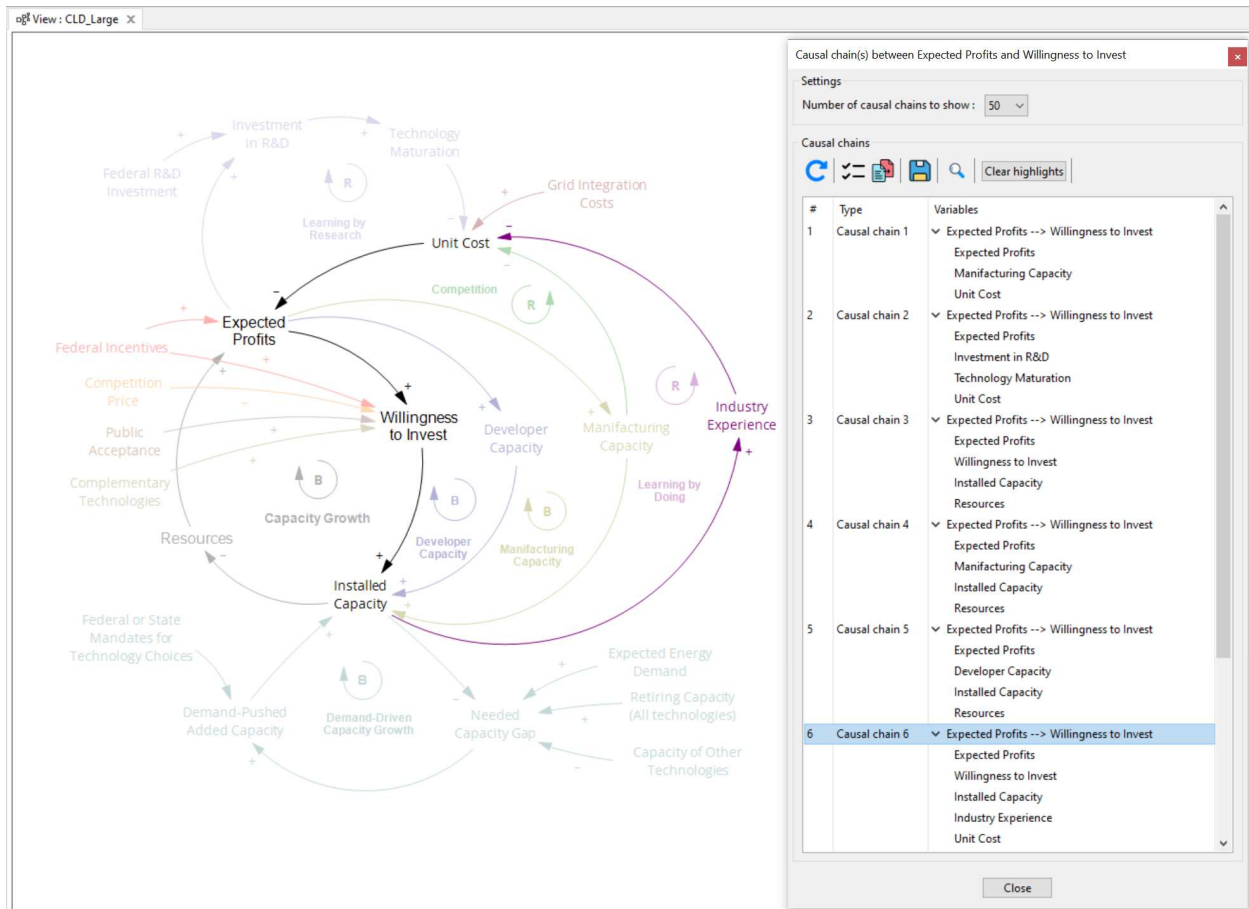 View : CLD_Large X
Investment
in R&D
Technology
Maturation
Federal R&D
Investment
+
+
+
R
Learning by
Research
−
+
Grid Integration
Costs
−
Unit Cost
−
Competition
R
−
+
Expected
Profits
Federal Incentives
+
+
Competition
Price
−
+
Willingness
to Invest
Public
Acceptance
+
+
Complementary
Technologies
+
Developer
Capacity
+
Manifacturing
Capacity
R
Industry
Experience
+
Learning by
Doing
B
Capacity Growth
B
Developer
Capacity
B
Manifacturing
Capacity
Resources
−
+
Installed
Capacity
+
+
Federal or State
Mandates for
Technology Choices
+
B
Demand-Driven
Capacity Growth
Demand-Pushed
Added Capacity
+
−
Needed
Capacity Gap
+
Expected Energy
Demand
Retiring Capacity
(All technologies)
+
Capacity of Other
Technologies
−
Causal chain(s) between Expected Profits and Willingness to Invest
×
Settings
Number of causal chains to show : 50
Causal chains
Clear highlights
# Type Variables
1 Causal chain 1 Expected Profits --> Willingness to Invest
Expected Profits
Manifacturing Capacity
Unit Cost
2 Causal chain 2 Expected Profits --> Willingness to Invest
Expected Profits
Investment in R&D
Technology Maturation
Unit Cost
3 Causal chain 3 Expected Profits --> Willingness to Invest
Expected Profits
Willingness to Invest
Installed Capacity
Resources
4 Causal chain 4 Expected Profits --> Willingness to Invest
Expected Profits
Manifacturing Capacity
Installed Capacity
Resources
5 Causal chain 5 Expected Profits --> Willingness to Invest
Expected Profits
Developer Capacity
Installed Capacity
Resources
6 Causal chain 6 Expected Profits --> Willingness to Invest
Expected Profits
Willingness to Invest
Installed Capacity
Industry Experience
Unit Cost
Close